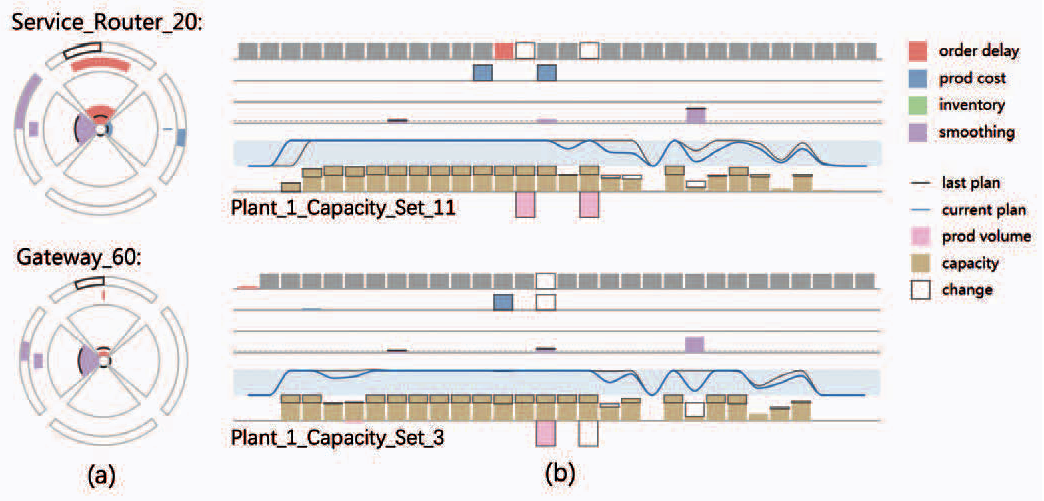 Service_Router_20:
order delay
prod cost
inventory
smoothing
last plan
current plan
prod volume
capacity
change
Plant_1_Capacity_Set_11
Gateway_60:
Plant_1_Capacity_Set_3
(a)
(b)